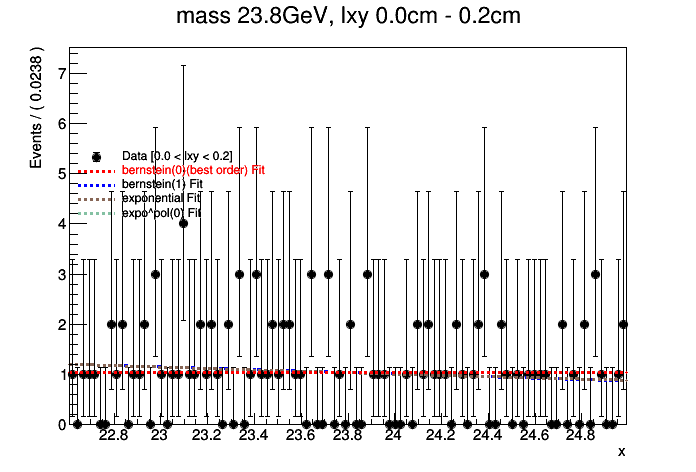 mass 23.8GeV, lxy 0.0cm - 0.2cm
Events / ( 0.0238 )
7
6
5
4
3
2
1
0
Data [0.0 < lxy < 0.2]
bernstein(0)(best order) Fit
bernstein(1) Fit
exponential Fit
expo^pol(0) Fit
22.8 23 23.2 23.4 23.6 23.8 24 24.2 24.4 24.6 24.8
x